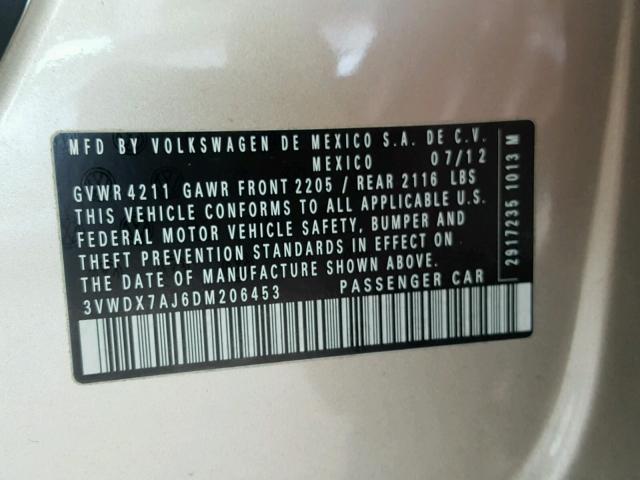 MFD BY VOLKSWAGEN DE MEXICO S.A. DE C.V.
MEXICO 07/12
GVWR 4211 GAWR FRONT 2205 / REAR 2116 LBS
THIS VEHICLE CONFORMS TO ALL APPLICABLE U.S.
FEDERAL MOTOR VEHICLE SAFETY, BUMPER AND
THEFT PREVENTION STANDARDS IN EFFECT ON
THE DATE OF MANUFACTURE SHOWN ABOVE.
3VWDX7AJ6DM206453 PASSENGER CAR
2917235 1013 M